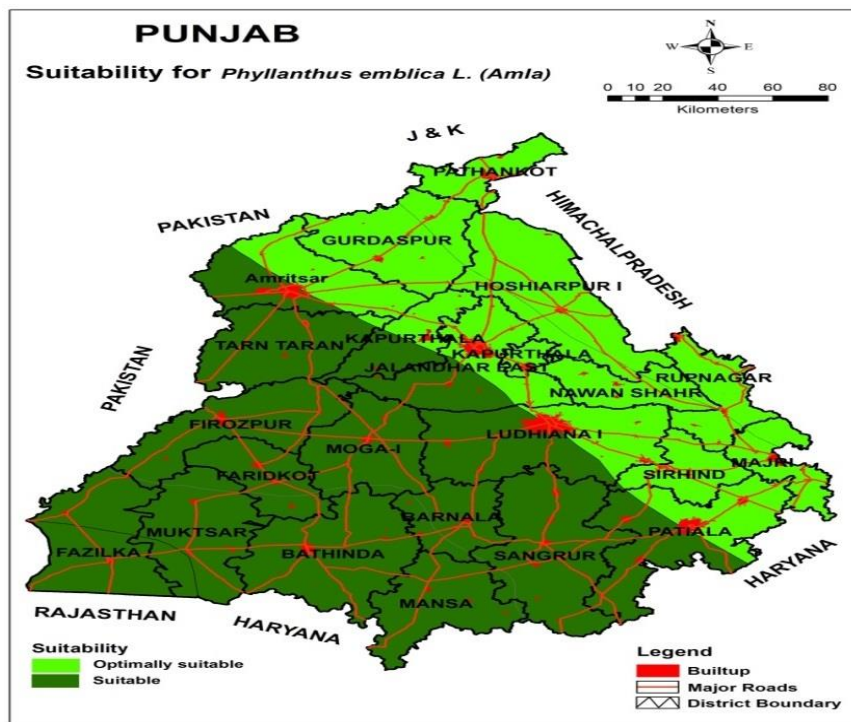 PUNJAB
Suitability for Phyllanthus emblica L. (Amla)
N
W E
S
0 10 20 40 60 80
Kilometers
J & K
PATHANKOT
PAKISTAN
HIMACHALPRADESH
GURDASPUR
Amritsar
HOSHIARPUR I
TARN TARAN
KAPURTHALA
KAPURTHALA
JALANDHAR EAST
PAKISTAN
RUPNAGAR
NAWAN SHAHR
FIROZPUR
MOGA-I
LUDHIANA I
MAJRI
SIRHIND
FARIDKOT
BARNALA
MUKTSAR
PATIALA
FAZILKA
BATHINDA
SANGRUR
HARYANA
MANSA
RAJASTHAN
HARYANA
Suitability
Optimally suitable
Suitable
Legend
Builtup
Major Roads
District Boundary